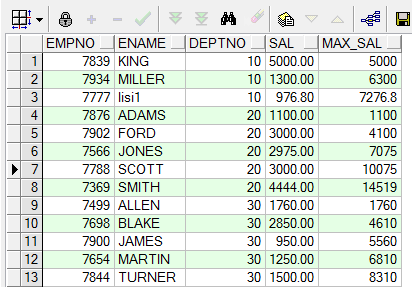 EMPNO ENAME DEPTNO SAL MAX_SAL
1 7839 KING 10 5000.00 5000
2 7934 MILLER 10 1300.00 6300
3 7777 lisi1 10 976.80 7276.8
4 7876 ADAMS 20 1100.00 1100
5 7902 FORD 20 3000.00 4100
6 7566 JONES 20 2975.00 7075
7 7788 SCOTT 20 3000.00 10075
8 7369 SMITH 20 4444.00 14519
9 7499 ALLEN 30 1760.00 1760
10 7698 BLAKE 30 2850.00 4610
11 7900 JAMES 30 950.00 5560
12 7654 MARTIN 30 1250.00 6810
13 7844 TURNER 30 1500.00 8310